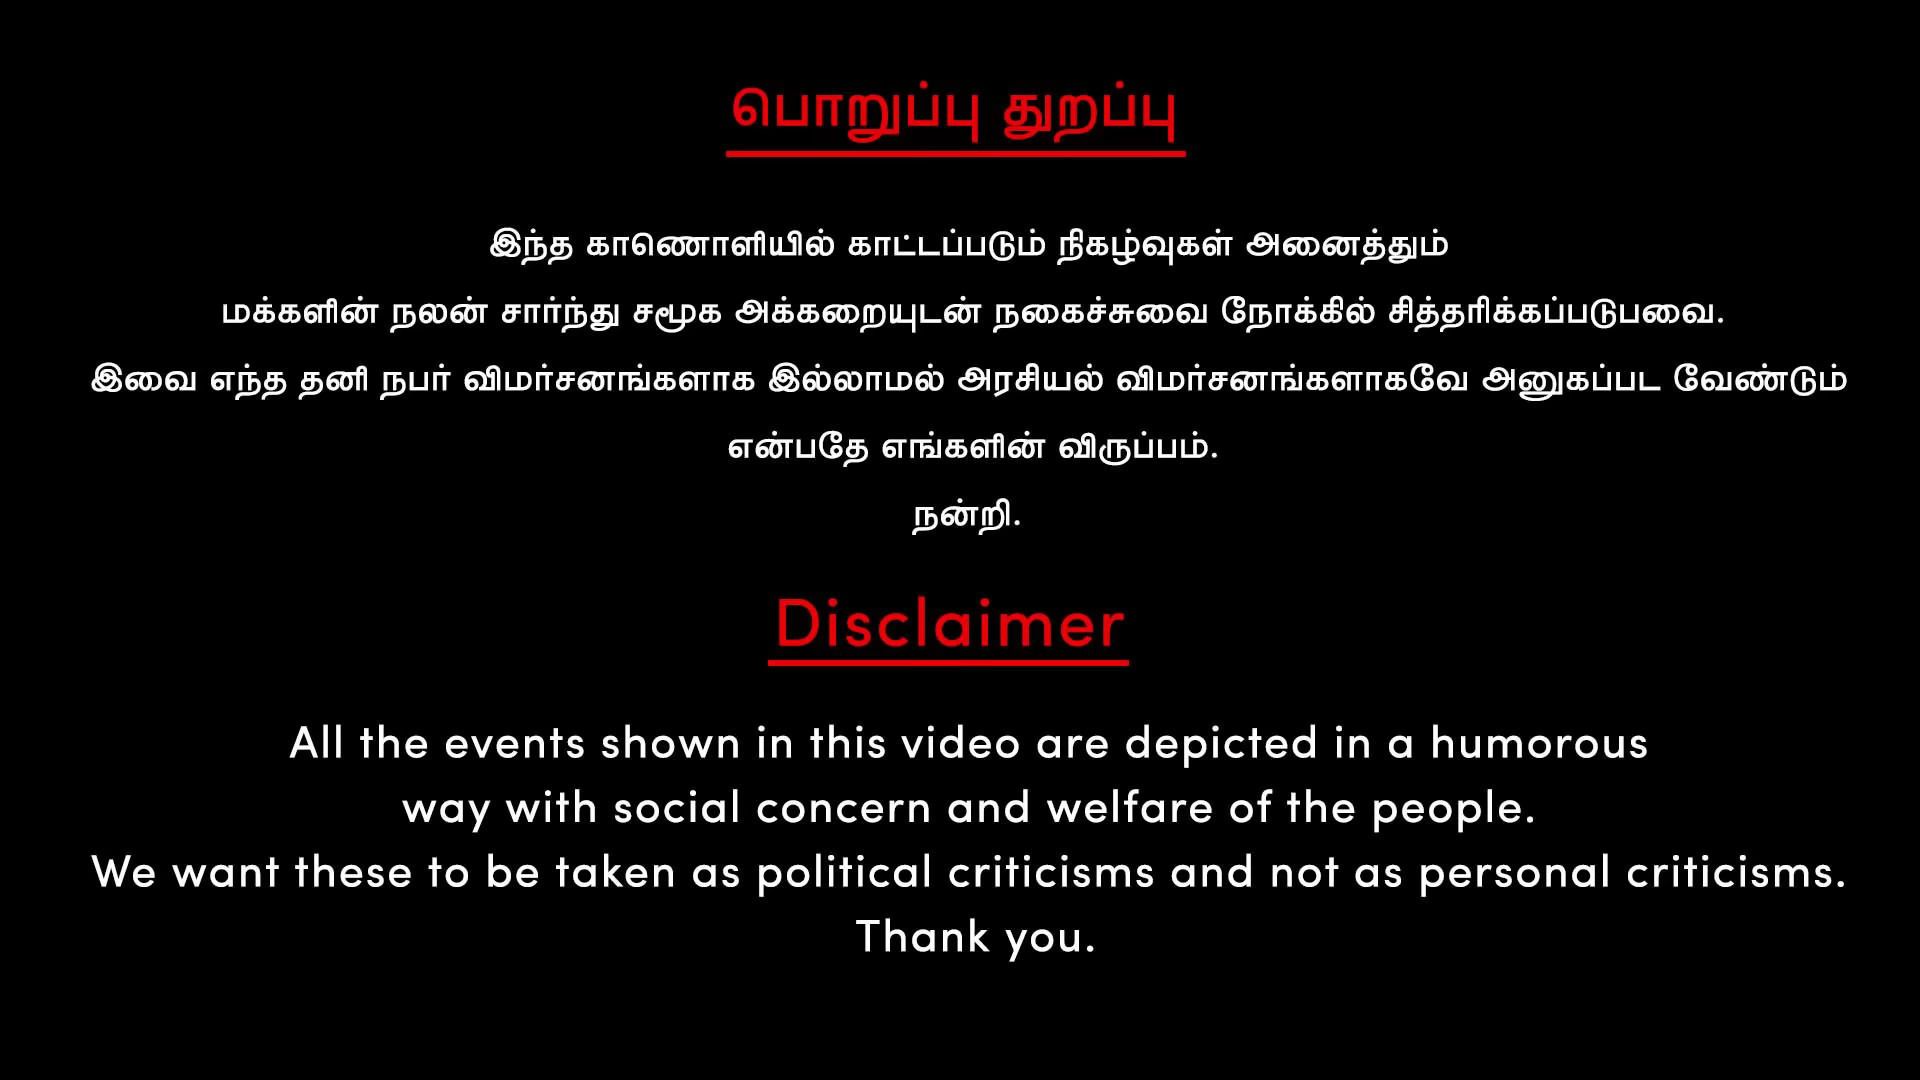 பொறுப்பு துறப்பு
இந்த காணொளியில் காட்டப்படும் நிகழ்வுகள் அனைத்தும்
மக்களின் நலன் சார்ந்து சமூக அக்கறையுடன் நகைச்சுவை நோக்கில் சித்தரிக்கப்படுபவை.
இவை எந்த தனி நபர் விமர்சனங்களாக இல்லாமல் அரசியல் விமர்சனங்களாகவே அனுகப்பட வேண்டும்
என்பதே எங்களின் விருப்பம்.
நன்றி.
Disclaimer
All the events shown in this video are depicted in a humorous
way with social concern and welfare of the people.
We want these to be taken as political criticisms and not as personal criticisms.
Thank you.